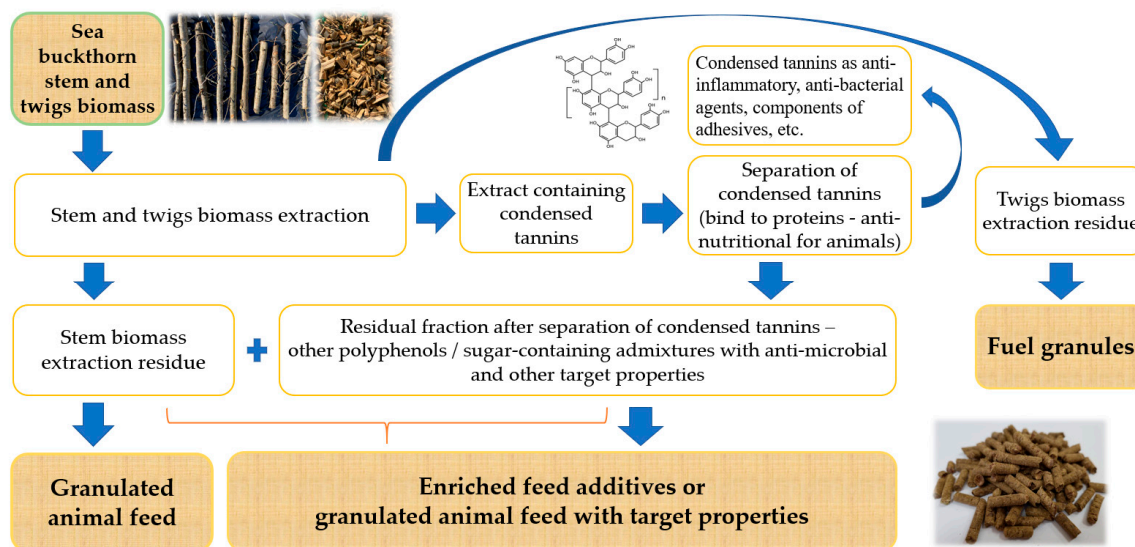 Sea
buckthorn
stem and
twigs biomass
Condensed tannins as anti-
inflammatory, anti-bacterial
agents, components of
adhesives, etc.
Stem and twigs biomass extraction
Extract containing
condensed
tannins
Separation of
condensed tannins
(bind to proteins - anti-
nutritional for animals)
Twigs biomass
extraction residue
Stem biomass
extraction residue
Residual fraction after separation of condensed tannins –
other polyphenols / sugar-containing admixtures with anti-microbial
and other target properties
Fuel granules
Granulated
animal feed
Enriched feed additives or
granulated animal feed with target properties